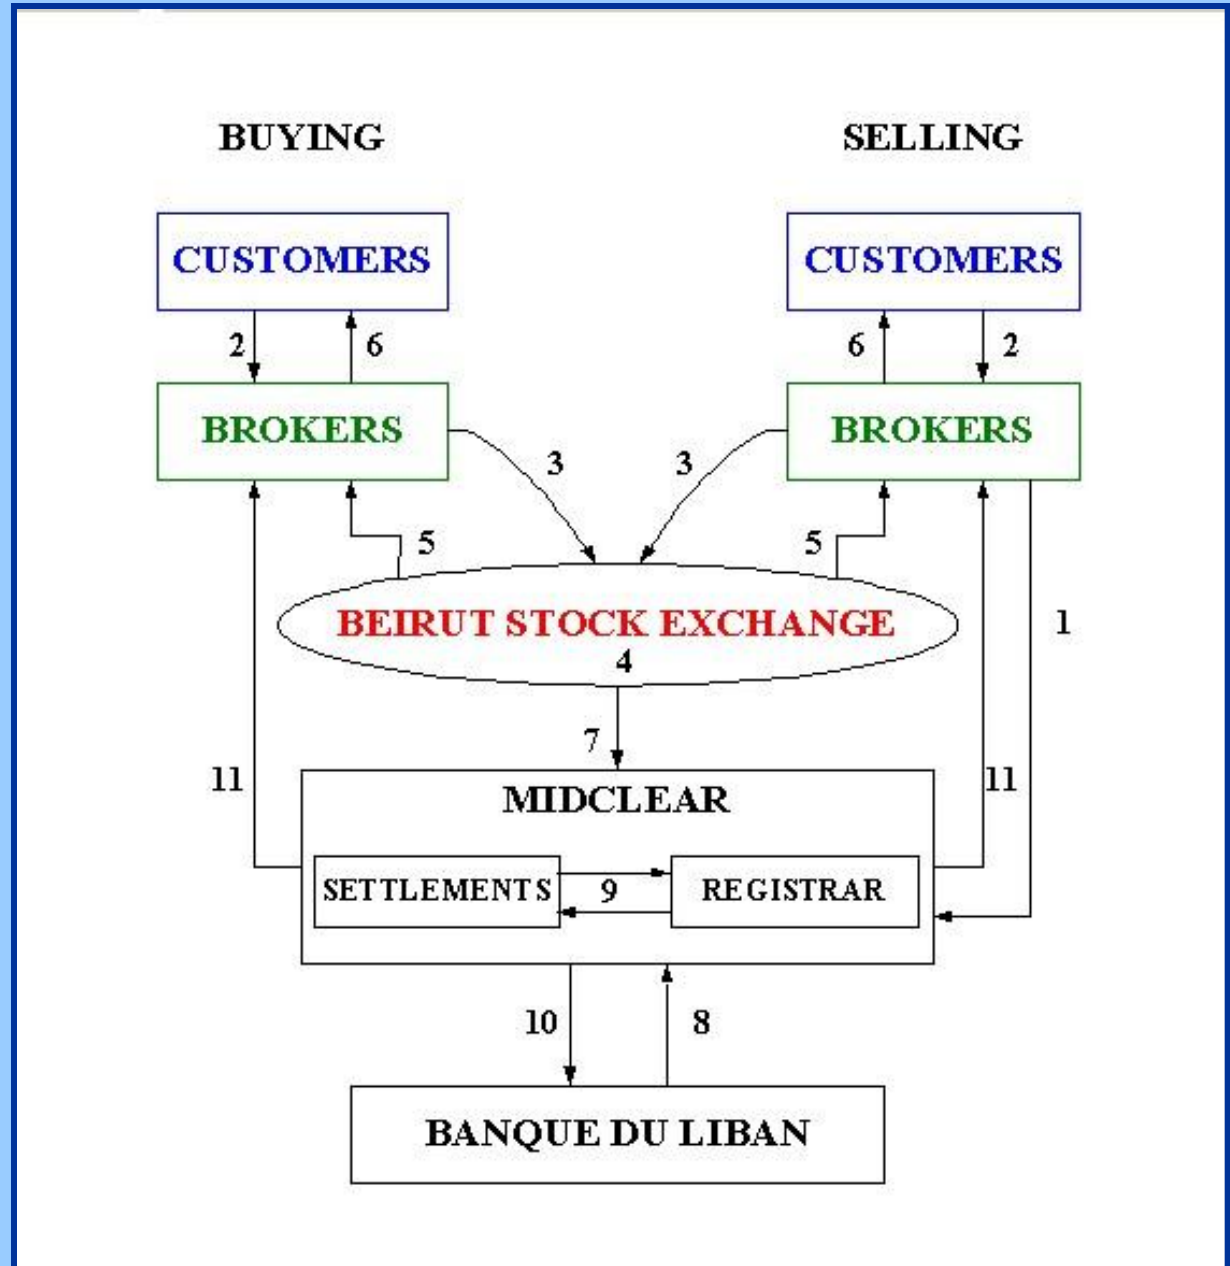 BUYING
SELLING
CUSTOMERS
CUSTOMERS
2
6
6
2
BROKERS
BROKERS
3
3
5
5
BEIRUT STOCK EXCHANGE
4
1
7
11
11
MIDCLEAR
SETTLEMENTS
9
REGISTRAR
10
8
BANQUE DU LIBAN